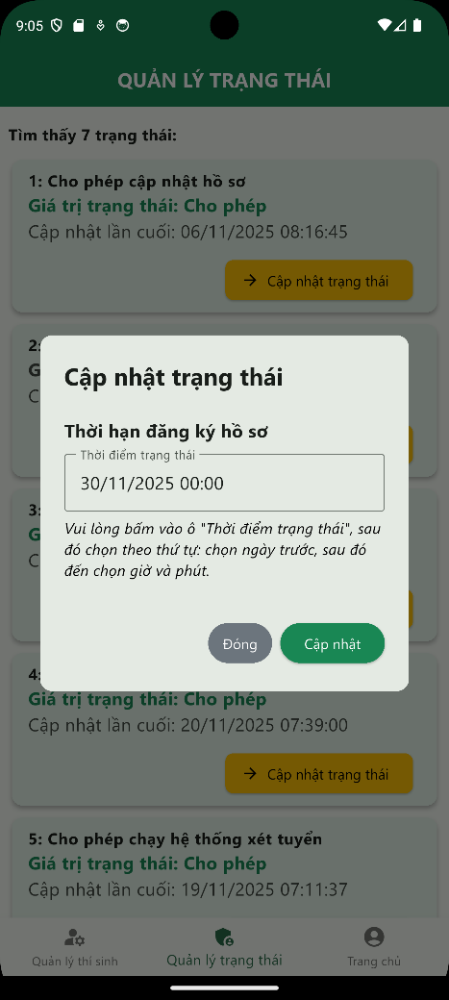 9:05
QUẢN LÝ TRẠNG THÁI
Tìm thấy 7 trạng thái:
1: Cho phép cập nhật hồ sơ
Giá trị trạng thái: Cho phép
Cập nhật lần cuối: 06/11/2025 08:16:45
Cập nhật trạng thái
2:
G
C
Cập nhật trạng thái
Thời hạn đăng ký hồ sơ
Thời điểm trạng thái
30/11/2025 00:00
Vui lòng bấm vào ô "Thời điểm trạng thái", sau
đó chọn theo thứ tự: chọn ngày trước, sau đó
đến chọn giờ và phút.
3:
G
C
Đóng
Cập nhật
4:
Giá trị trạng thái: Cho phép
Cập nhật lần cuối: 20/11/2025 07:39:00
Cập nhật trạng thái
5: Cho phép chạy hệ thống xét tuyển
Giá trị trạng thái: Cho phép
Cập nhật lần cuối: 19/11/2025 07:11:37
Quản lý thí sinh
Quản lý trạng thái
Trang chủ